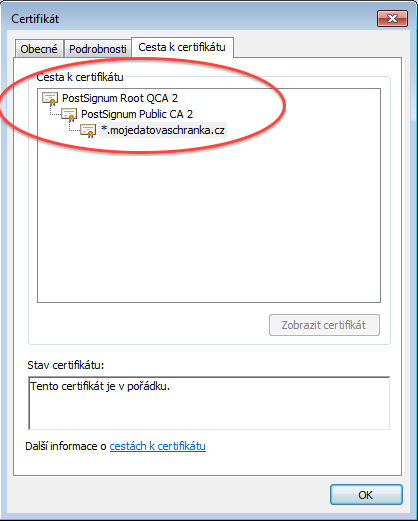 Certifikát
Obecné Podrobnosti Cesta k certifikátu
Cesta k certifikátu
PostSignum Root QCA 2
PostSignum Public CA 2
*.mojedatovaschranka.cz
Zobrazit certifikát
Stav certifikátu:
Tento certifikát je v pořádku.
Další informace o cestách k certifikátu
OK